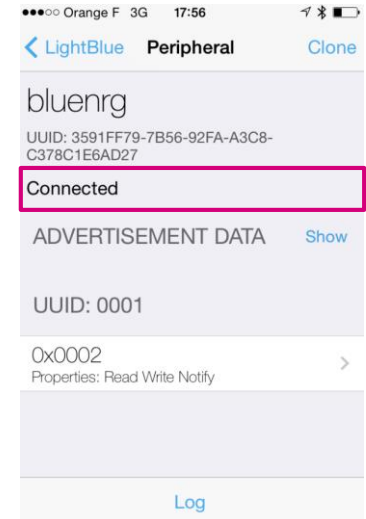 ●●●○○ Orange F 3G 17:56
LightBlue Peripheral Clone
bluenrg
UUID: 3591FF79-7B56-92FA-A3C8-
C378C1E6AD27
Connected
ADVERTISEMENT DATA Show
UUID: 0001
0x0002
Properties: Read Write Notify
Log